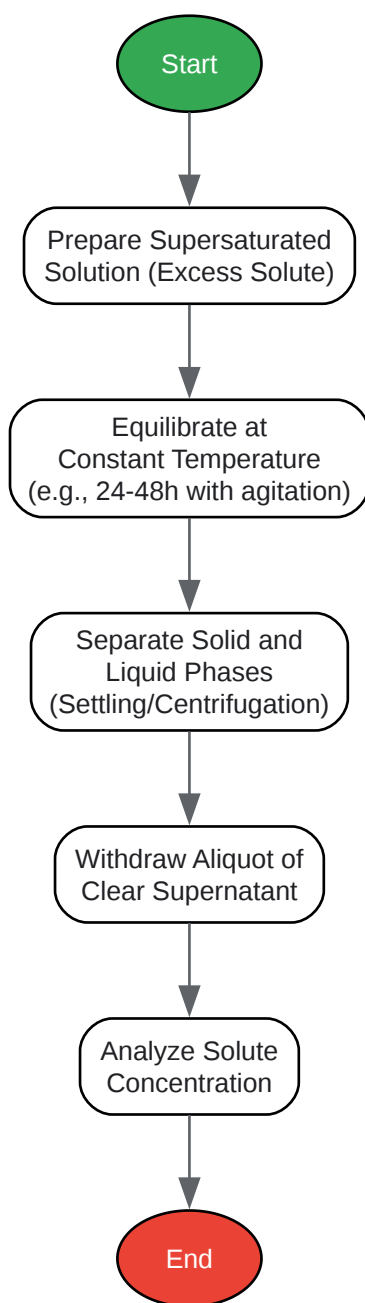 Start
Prepare Supersaturated
Solution (Excess Solute)
Equilibrate at
Constant Temperature
(e.g., 24-48h with agitation)
Separate Solid and
Liquid Phases
(Settling/Centrifugation)
Withdraw Aliquot of
Clear Supernatant
Analyze Solute
Concentration
End